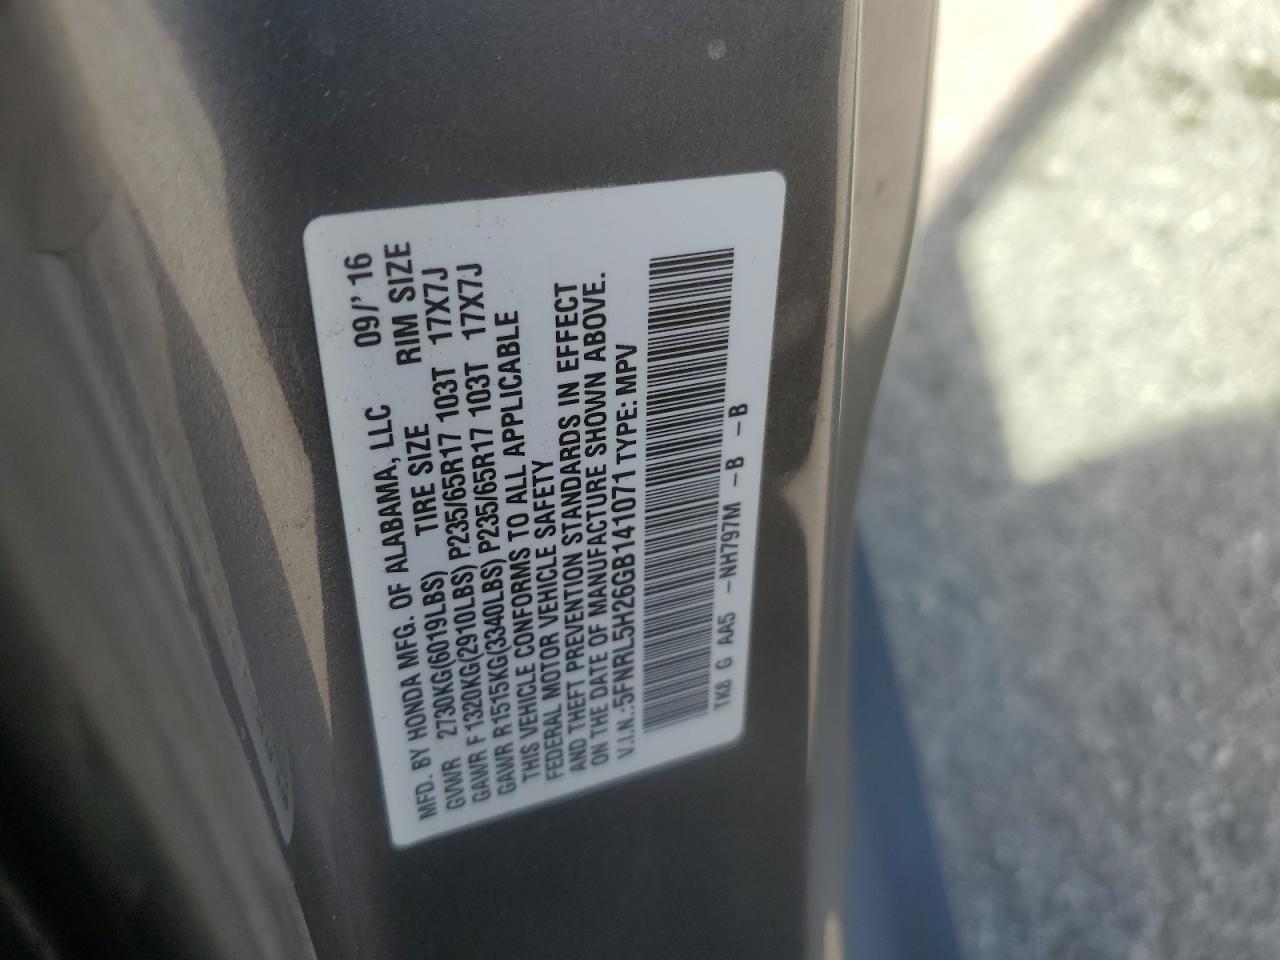 MFD. BY HONDA MFG. OF ALABAMA, LLC 09/' 16
TIRE SIZE RIM SIZE
GVWR 2730KG(6019LBS)
GAWR F1320KG(2910LBS) P235/65R17 103T 17X7J
GAWR R1515KG(3340LBS) P235/65R17 103T 17X7J
THIS VEHICLE CONFORMS TO ALL APPLICABLE
FEDERAL MOTOR VEHICLE SAFETY
AND THEFT PREVENTION STANDARDS IN EFFECT
ON THE DATE OF MANUFACTURE SHOWN ABOVE.
V.I.N.:5FNRL5H26GB141071 TYPE: MPV
TK8 G AA5 -NH797M -B -B